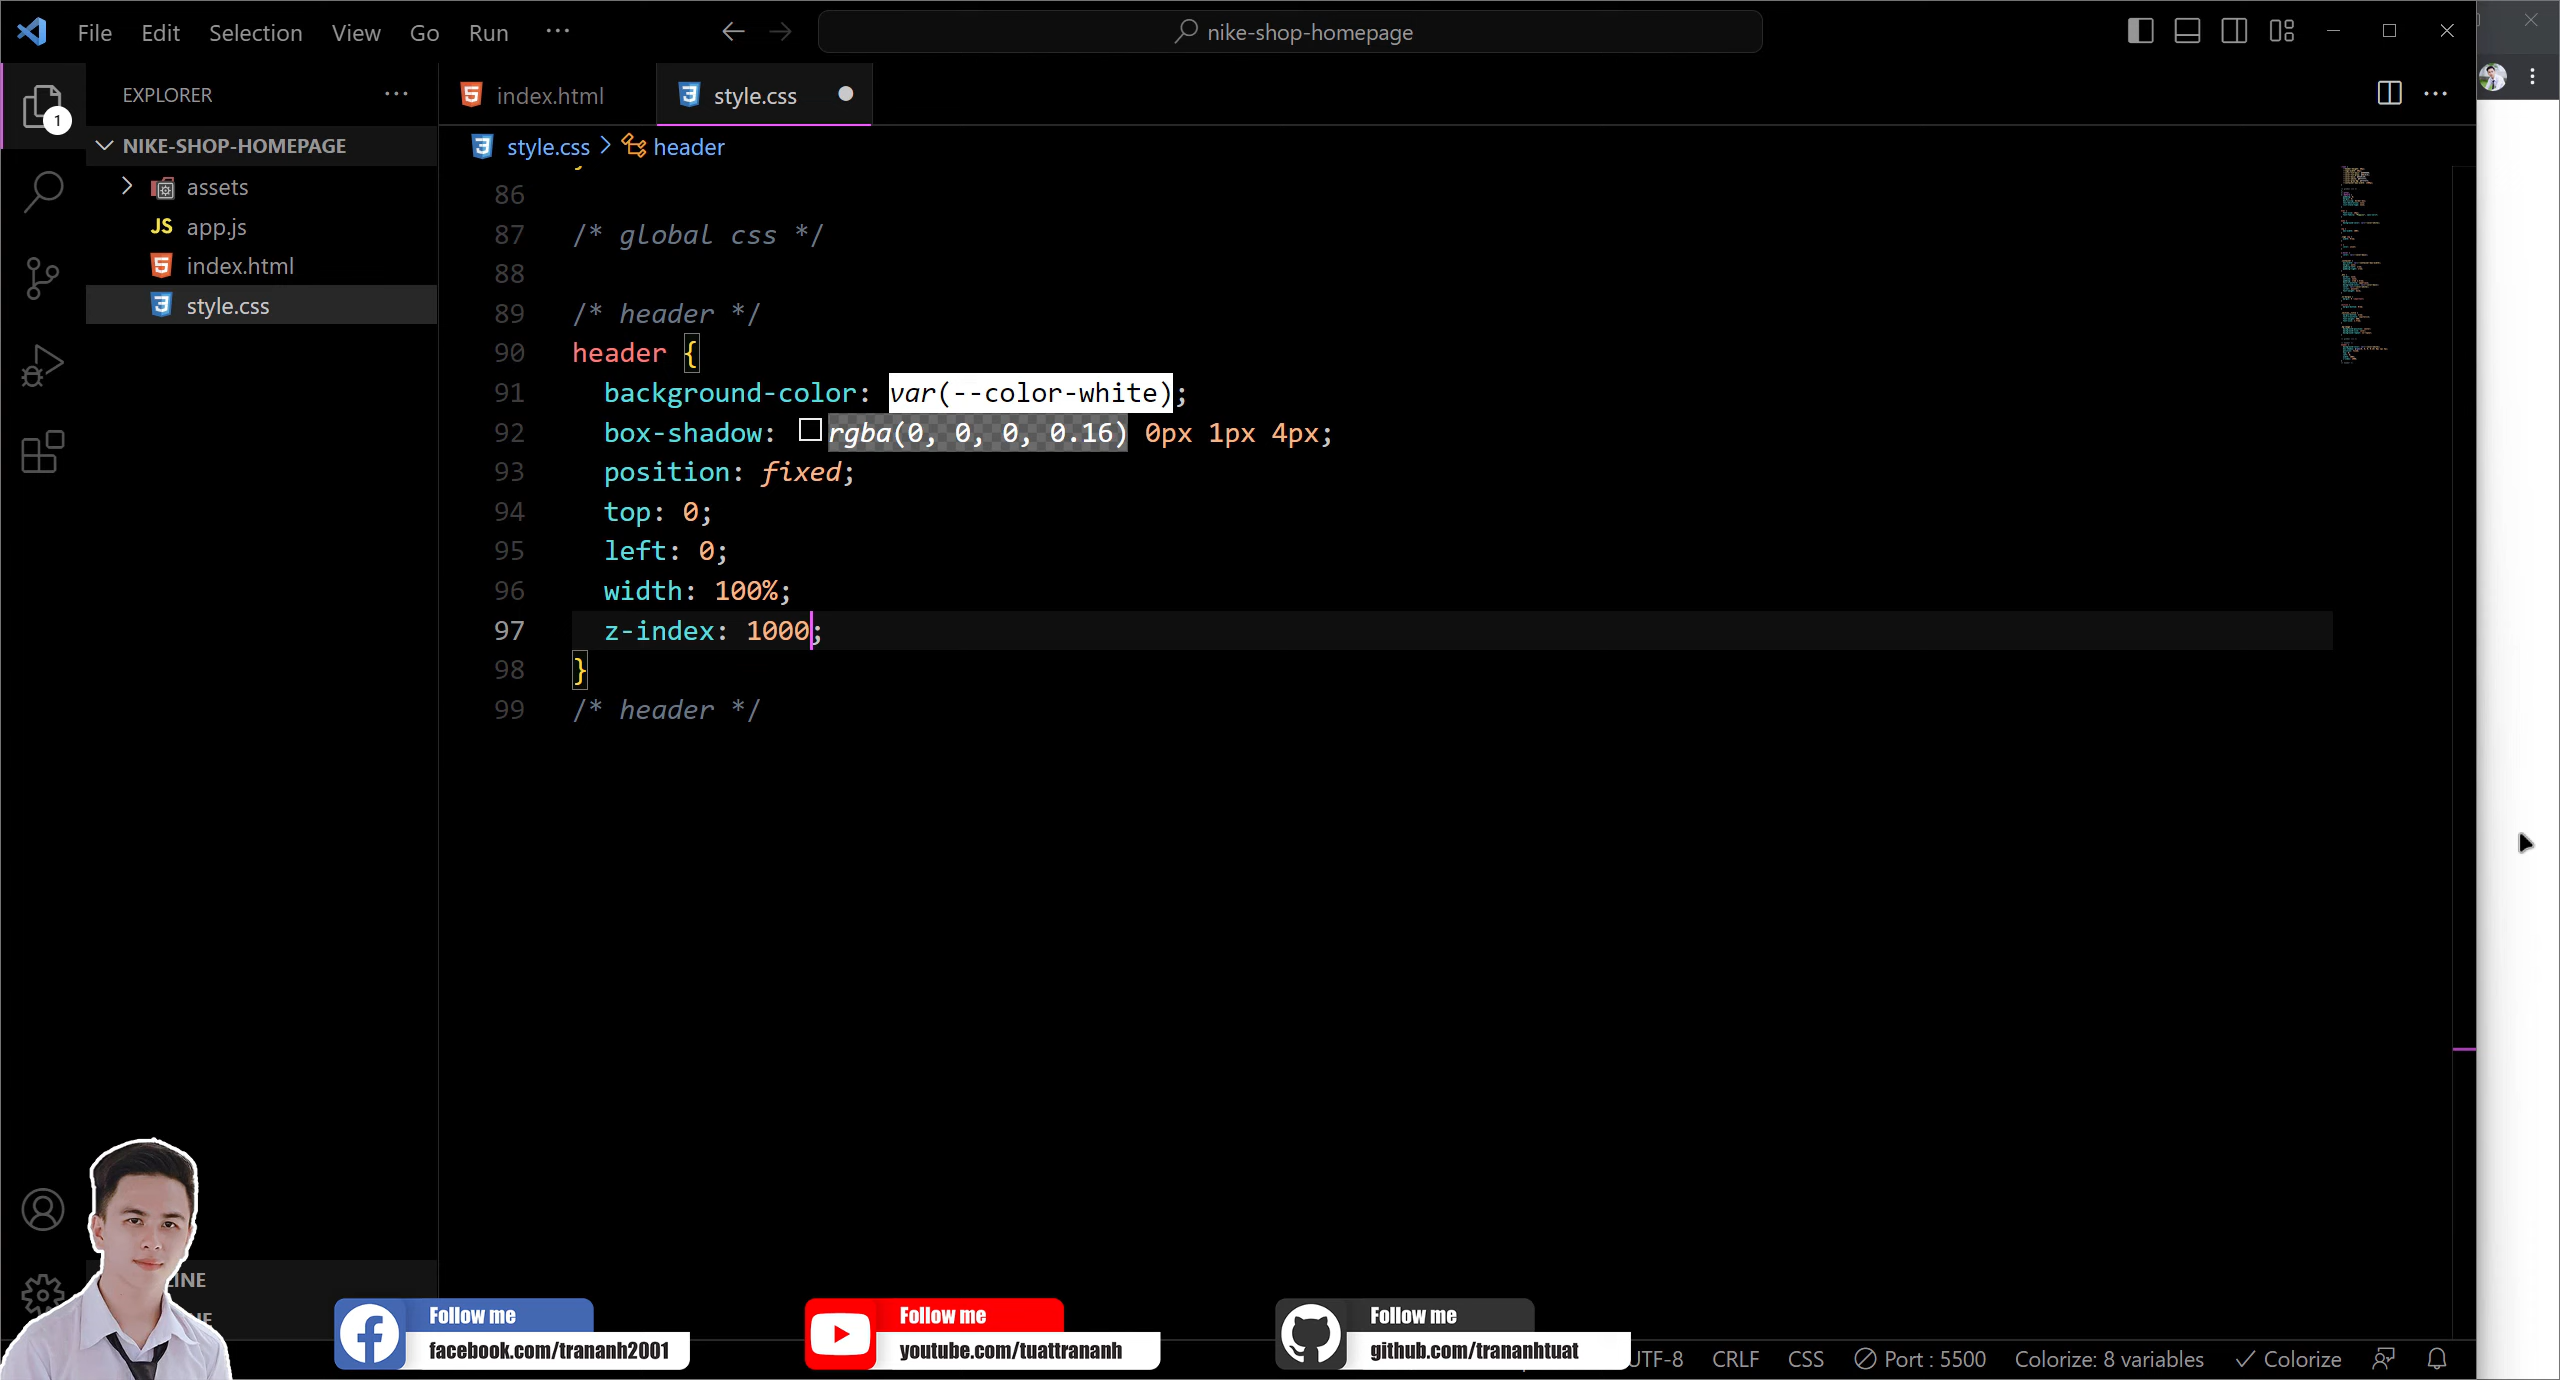 File Edit Selection View Go Run ···
nike-shop-homepage
EXPLORER ···
1
NIKE-SHOP-HOMEPAGE
assets
JS app.js
index.html
style.css
index.html
style.css
style.css > header
86
87 /* global css */
88
89 /* header */
90 header {
91 background-color: var(--color-white);
92 box-shadow: rgba(0, 0, 0, 0.16) 0px 1px 4px;
93 position: fixed;
94 top: 0;
95 left: 0;
96 width: 100%;
97 z-index: 1000;
98 }
99 /* header */
Follow me
facebook.com/trananh2001
Follow me
youtube.com/tuattrananh
Follow me
github.com/trananhtuat
UTF-8 CRLF CSS Port : 5500 Colorize: 8 variables Colorize